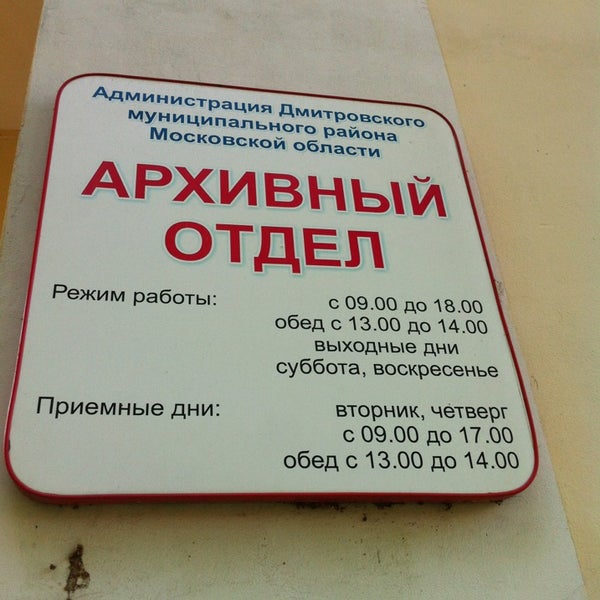 Администрация Дмитровского
муниципального района
Московской области
АРХИВНЫЙ
ОТДЕЛ
Режим работы: с 09.00 до 18.00
обед с 13.00 до 14.00
выходные дни
суббота, воскресенье
Приемные дни: вторник, четверг
с 09.00 до 17.00
обед с 13.00 до 14.00